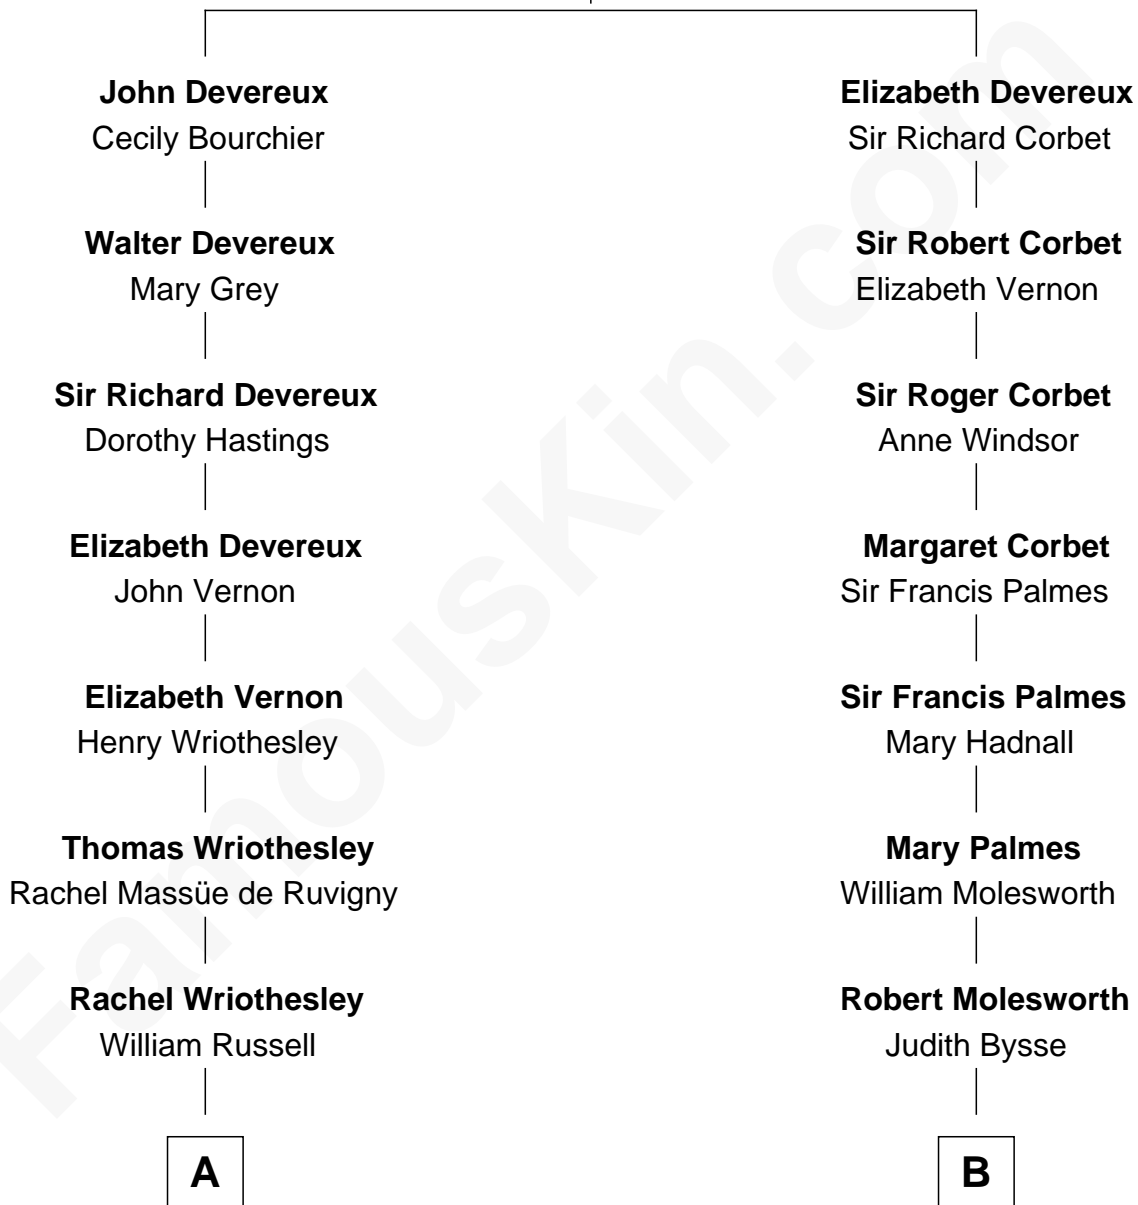 John Devereux
Cecily Bourchier
Walter Devereux
Mary Grey
Sir Richard Devereux
Dorothy Hastings
Elizabeth Devereux
John Vernon
Elizabeth Vernon
Henry Wriothesley
Thomas Wriothesley
Rachel Massüe de Ruvigny
Rachel Wriothesley
William Russell
A
Elizabeth Devereux
Sir Richard Corbet
Sir Robert Corbet
Elizabeth Vernon
Sir Roger Corbet
Anne Windsor
Margaret Corbet
Sir Francis Palmes
Sir Francis Palmes
Mary Hadnall
Mary Palmes
William Molesworth
Robert Molesworth
Judith Bysse
B
FamousKin.com